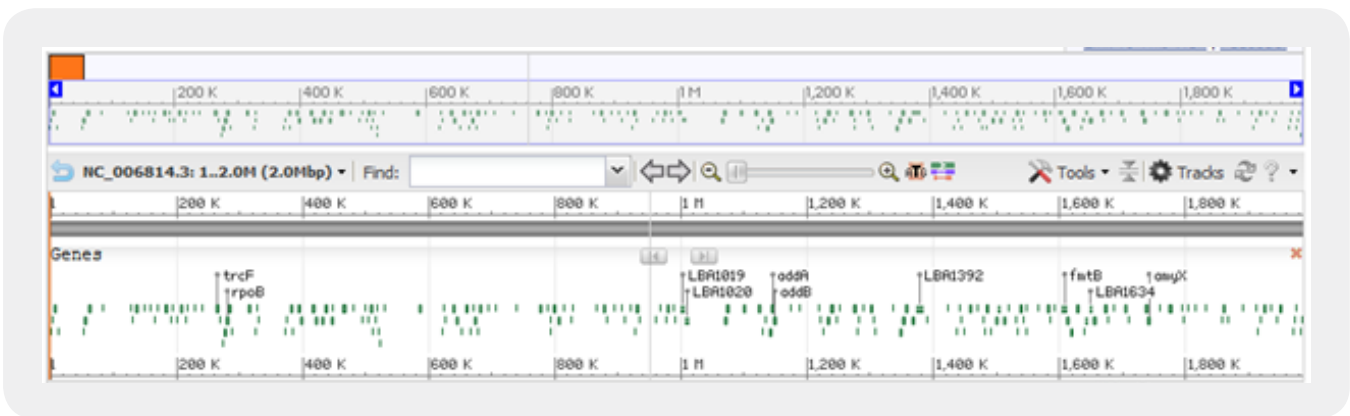 200 K 400 K 600 K 800 K 1 M 1,200 K 1,400 K 1,600 K 1,800 K
NC_006814.3: 1..2.0M (2.0Mbp) Find: Tools Tracks ?
1 200 K 400 K 600 K 800 K 1 M 1,200 K 1,400 K 1,600 K 1,800 K
Genes
trcF LBA1019 addA LBA1392 fmtB amyX
rpoB LBA1020 addB LBA1634
1 200 K 400 K 600 K 800 K 1 M 1,200 K 1,400 K 1,600 K 1,800 K